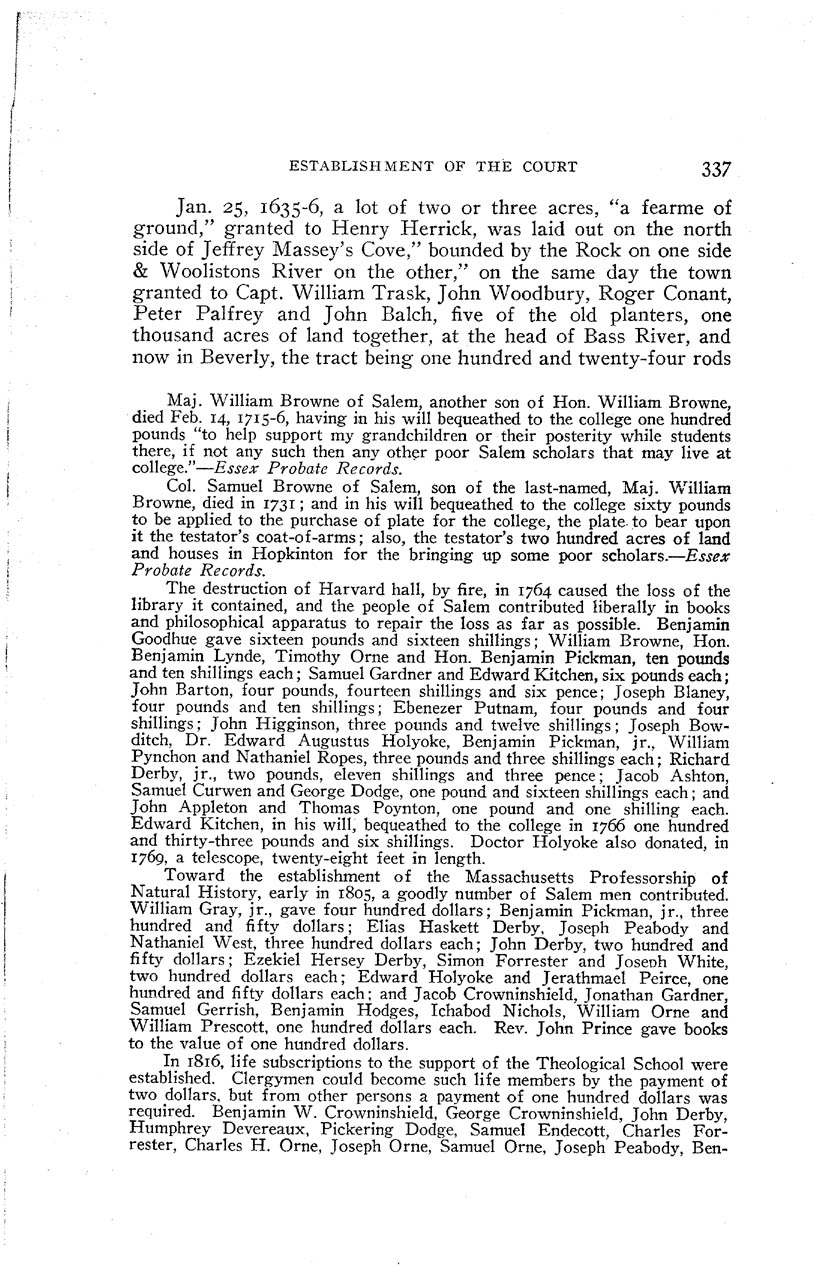 ESTABLISHMENT OF THE COURT 337
Jan. 25, 1635-6, a lot of two or three acres, “a fearme of
ground,” granted to Henry Herrick, was laid out on the north
side of Jeffrey Massey’s Cove,” bounded by the Rock on one side
& Woolistons River on the other,” on the same day the town
granted to Capt. William Trask, John Woodbury, Roger Conant,
Peter Palfrey and John Balch, five of the old planters, one
thousand acres of land together, at the head of Bass River, and
now in Beverly, the tract being one hundred and twenty-four rods
Maj. William Browne of Salem, another son of Hon. William Browne,
died Feb. 14, 1715-6, having in his will bequeathed to the college one hundred
pounds “to help support my grandchildren or their posterity while students
there, if not any such then any other poor Salem scholars that may live at
college.”—Essex Probate Records.
Col. Samuel Browne of Salem, son of the last-named, Maj. William
Browne, died in 1731; and in his will bequeathed to the college sixty pounds
to be applied to the purchase of plate for the college, the plate to bear upon
it the testator’s coat-of-arms; also, the testator’s two hundred acres of land
and houses in Hopkinton for the bringing up some poor scholars.—Essex
Probate Records.
The destruction of Harvard hall, by fire, in 1764 caused the loss of the
library it contained, and the people of Salem contributed liberally in books
and philosophical apparatus to repair the loss as far as possible. Benjamin
Goodhue gave sixteen pounds and sixteen shillings; William Browne, Hon.
Benjamin Lynde, Timothy Orne and Hon. Benjamin Pickman, ten pounds
and ten shillings each; Samuel Gardner and Edward Kitchen, six pounds each;
John Barton, four pounds, fourteen shillings and six pence; Joseph Blaney,
four pounds and ten shillings; Ebenezer Putnam, four pounds and four
shillings; John Higginson, three pounds and twelve shillings; Joseph Bow-
ditch, Dr. Edward Augustus Holyoke, Benjamin Pickman, jr., William
Pynchon and Nathaniel Ropes, three pounds and three shillings each; Richard
Derby, jr., two pounds, eleven shillings and three pence; Jacob Ashton,
Samuel Curwen and George Dodge, one pound and sixteen shillings each; and
John Appleton and Thomas Poynton, one pound and one shilling each.
Edward Kitchen, in his will, bequeathed to the college in 1766 one hundred
and thirty-three pounds and six shillings. Doctor Holyoke also donated, in
1769, a telescope, twenty-eight feet in length.
Toward the establishment of the Massachusetts Professorship of
Natural History, early in 1805, a goodly number of Salem men contributed.
William Gray, jr., gave four hundred dollars; Benjamin Pickman, jr., three
hundred and fifty dollars; Elias Haskett Derby, Joseph Peabody and
Nathaniel West, three hundred dollars each; John Derby, two hundred and
fifty dollars; Ezekiel Hersey Derby, Simon Forrester and Joseph White,
two hundred dollars each; Edward Holyoke and Jerathmael Peirce, one
hundred and fifty dollars each; and Jacob Crowninshield, Jonathan Gardner,
Samuel Gerrish, Benjamin Hodges, Ichabod Nichols, William Orne and
William Prescott, one hundred dollars each. Rev. John Prince gave books
to the value of one hundred dollars.
In 1816, life subscriptions to the support of the Theological School were
established. Clergymen could become such life members by the payment of
two dollars, but from other persons a payment of one hundred dollars was
required. Benjamin W. Crowninshield, George Crowninshield, John Derby,
Humphrey Devereaux, Pickering Dodge, Samuel Endecott, Charles For-
rester, Charles H. Orne, Joseph Orne, Samuel Orne, Joseph Peabody, Ben-